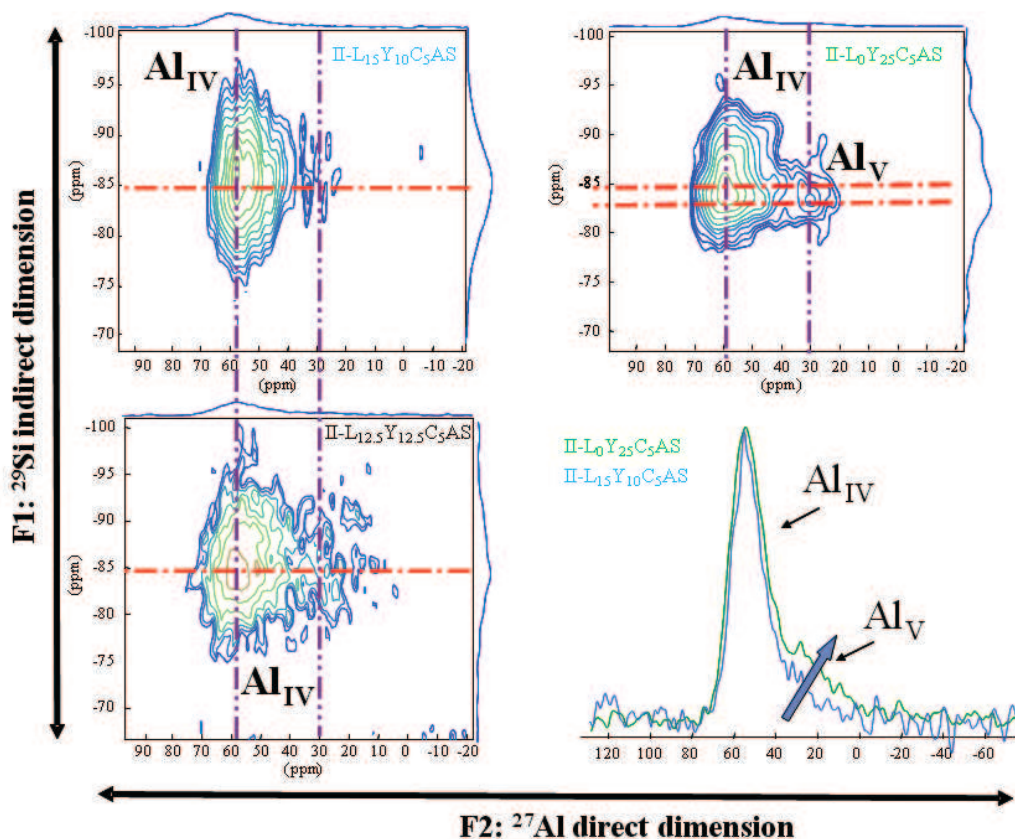 F1: ²⁹Si indirect dimension
-100
-95
-90
-85
-80
-75
-70
(ppm)
Al_IV
II-L₁₅Y₁₀C₅AS
90 80 70 60 50 40 30 20 10 0 -10 -20
(ppm)
-100
-95
-90
-85
-80
-75
-70
(ppm)
Al_IV
II-L₀Y₂₅C₅AS
Al_V
90 80 70 60 50 40 30 20 10 0 -10 -20
(ppm)
-100
-95
-90
-85
-80
-75
-70
(ppm)
II-L₁₂.₅Y₁₂.₅C₅AS
Al_IV
90 80 70 60 50 40 30 20 10 0 -10 -20
(ppm)
II-L₀Y₂₅C₅AS
II-L₁₅Y₁₀C₅AS
Al_IV
Al_V
120 100 80 60 40 20 0 -20 -40 -60
F2: ²⁷Al direct dimension